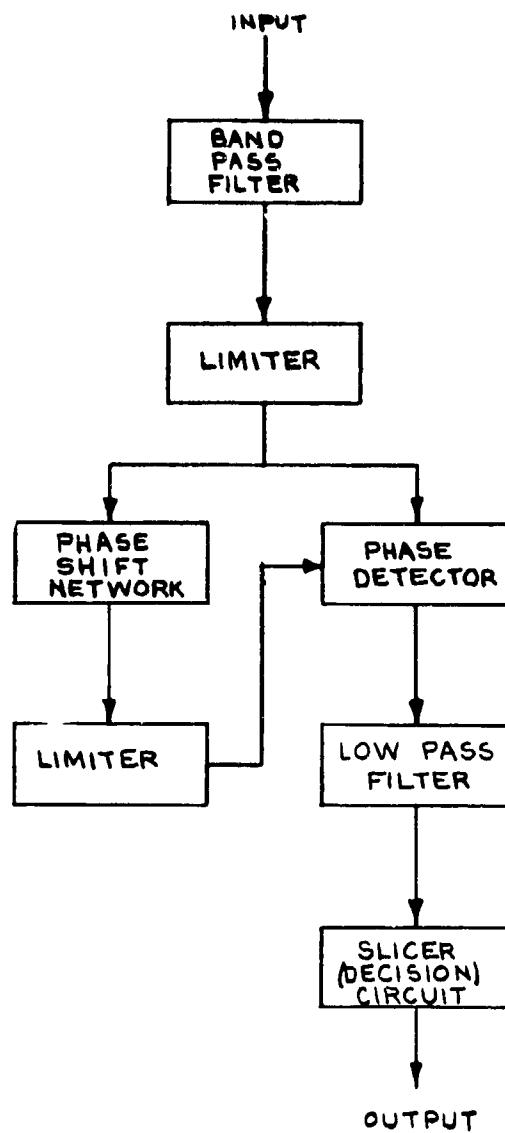 INPUT
BAND
PASS
FILTER
LIMITER
PHASE
SHIFT
NETWORK
PHASE
DETECTOR
LIMITER
LOW PASS
FILTER
SLICER
(DECISION)
CIRCUIT
OUTPUT